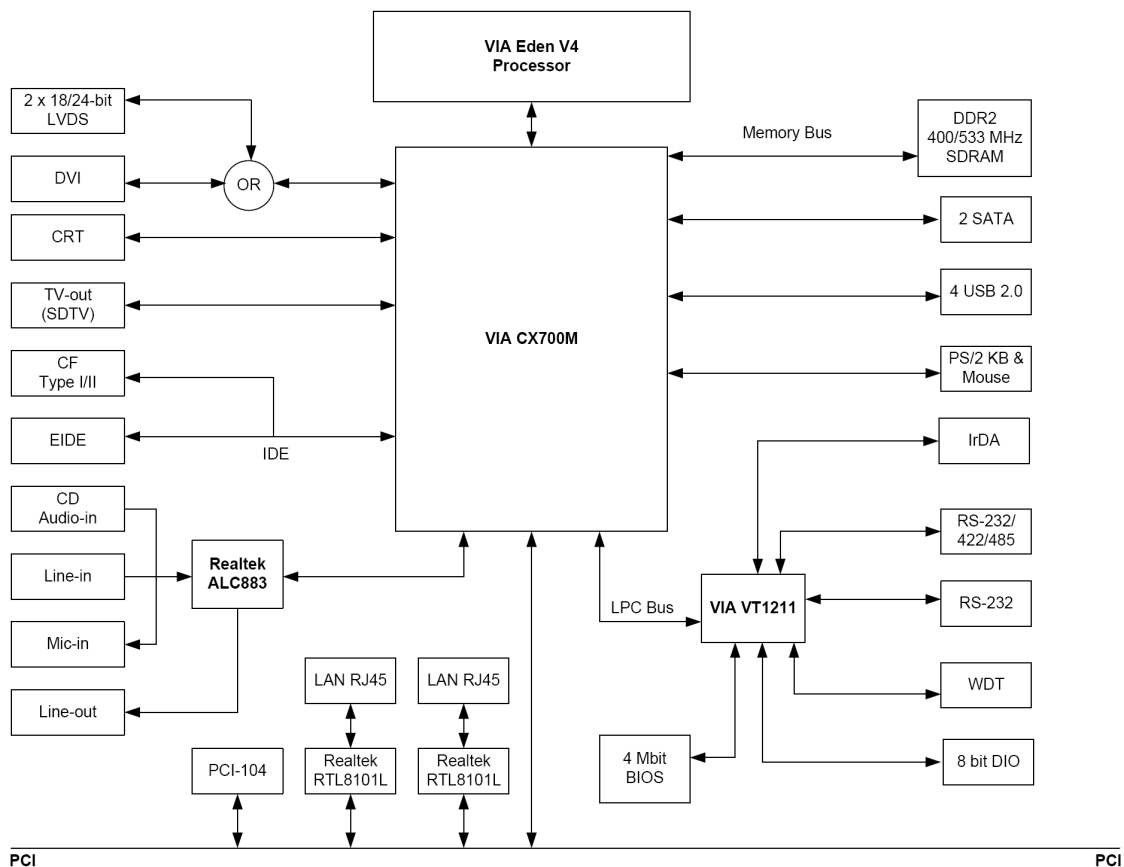 VIA Eden V4
Processor
2 x 18/24-bit
LVDS
DVI
OR
CRT
TV-out
(SDTV)
CF
Type I/II
EIDE
IDE
CD
Audio-in
Line-in
Mic-in
Line-out
Realtek
ALC883
VIA CX700M
Memory Bus
DDR2
400/533 MHz
SDRAM
2 SATA
4 USB 2.0
PS/2 KB &
Mouse
IrDA
RS-232/
422/485
RS-232
WDT
8 bit DIO
VIA VT1211
LPC Bus
4 Mbit
BIOS
LAN RJ45
LAN RJ45
PCI-104
Realtek
RTL8101L
Realtek
RTL8101L
PCI
PCI